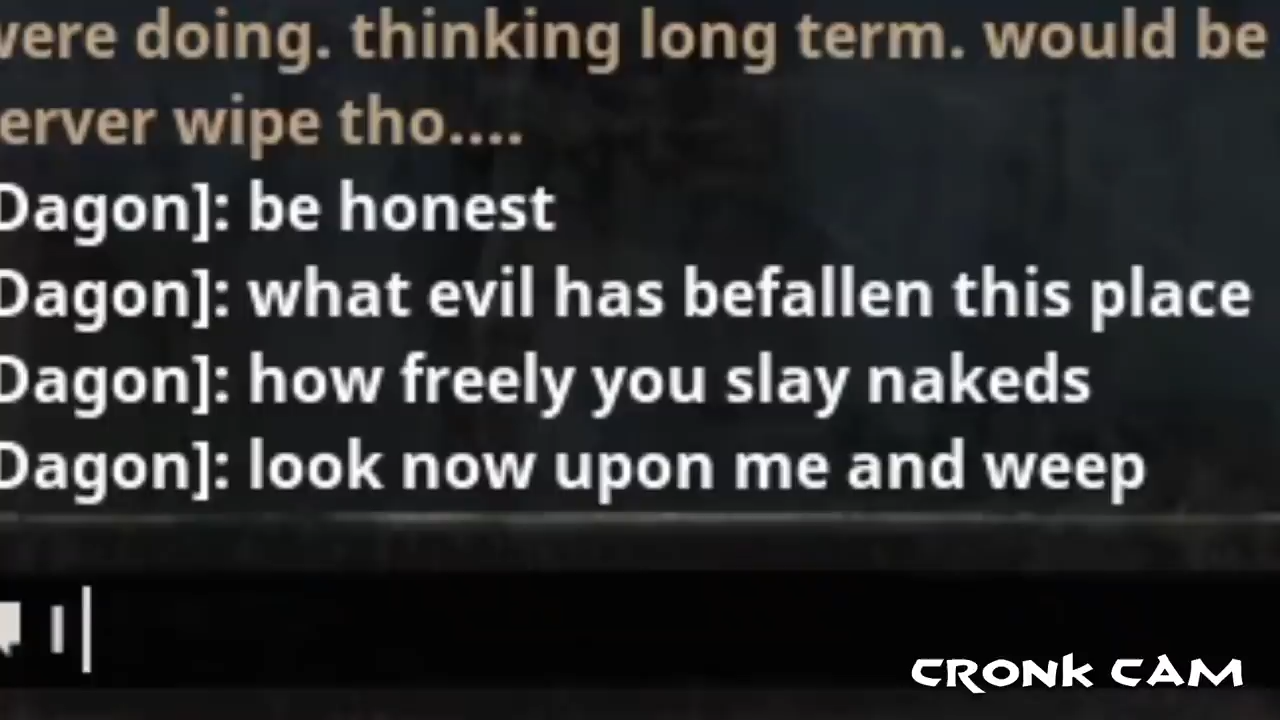 were doing. thinking long term. would be
erver wipe tho....
Dagon]: be honest
Dagon]: what evil has befallen this place
Dagon]: how freely you slay nakeds
Dagon]: look now upon me and weep
I
CRONK CAM